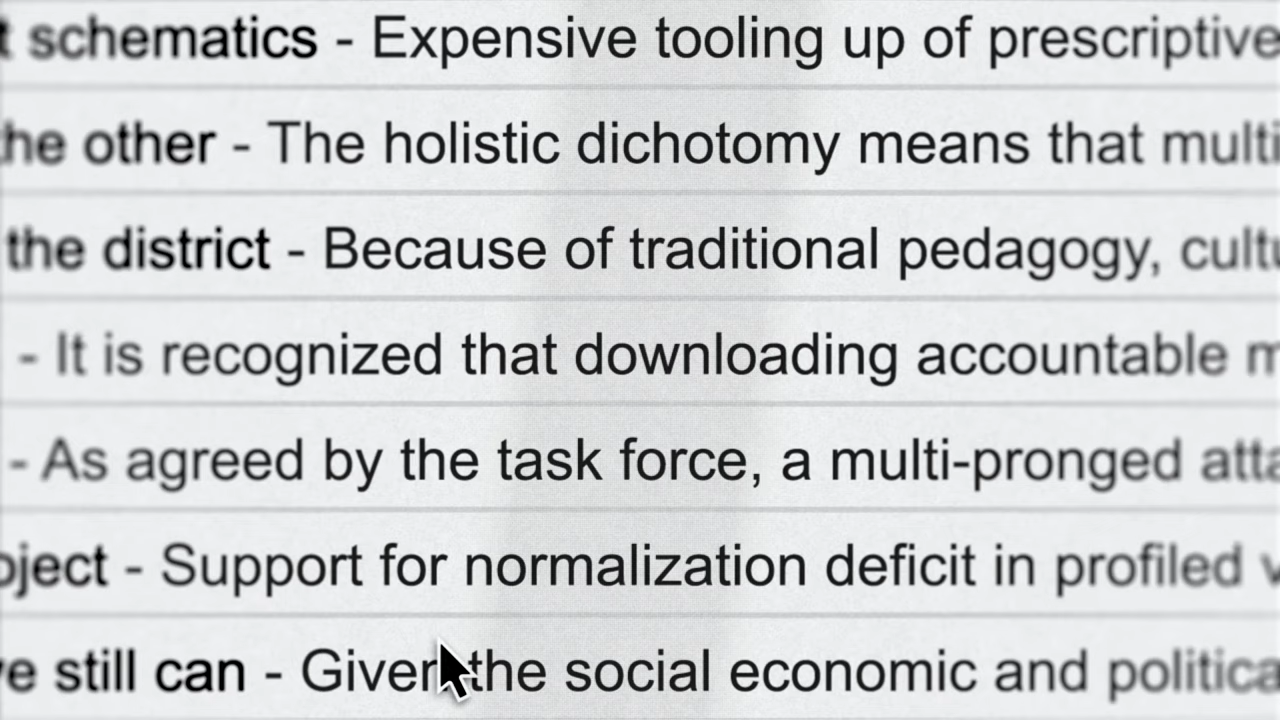 schematics - Expensive tooling up of prescriptive
the other - The holistic dichotomy means that
the district - Because of traditional pedagogy,
- It is recognized that downloading accountable
- As agreed by the task force, a multi-pronged
- Support for normalization deficit in profiled
still can - Given the social economic and